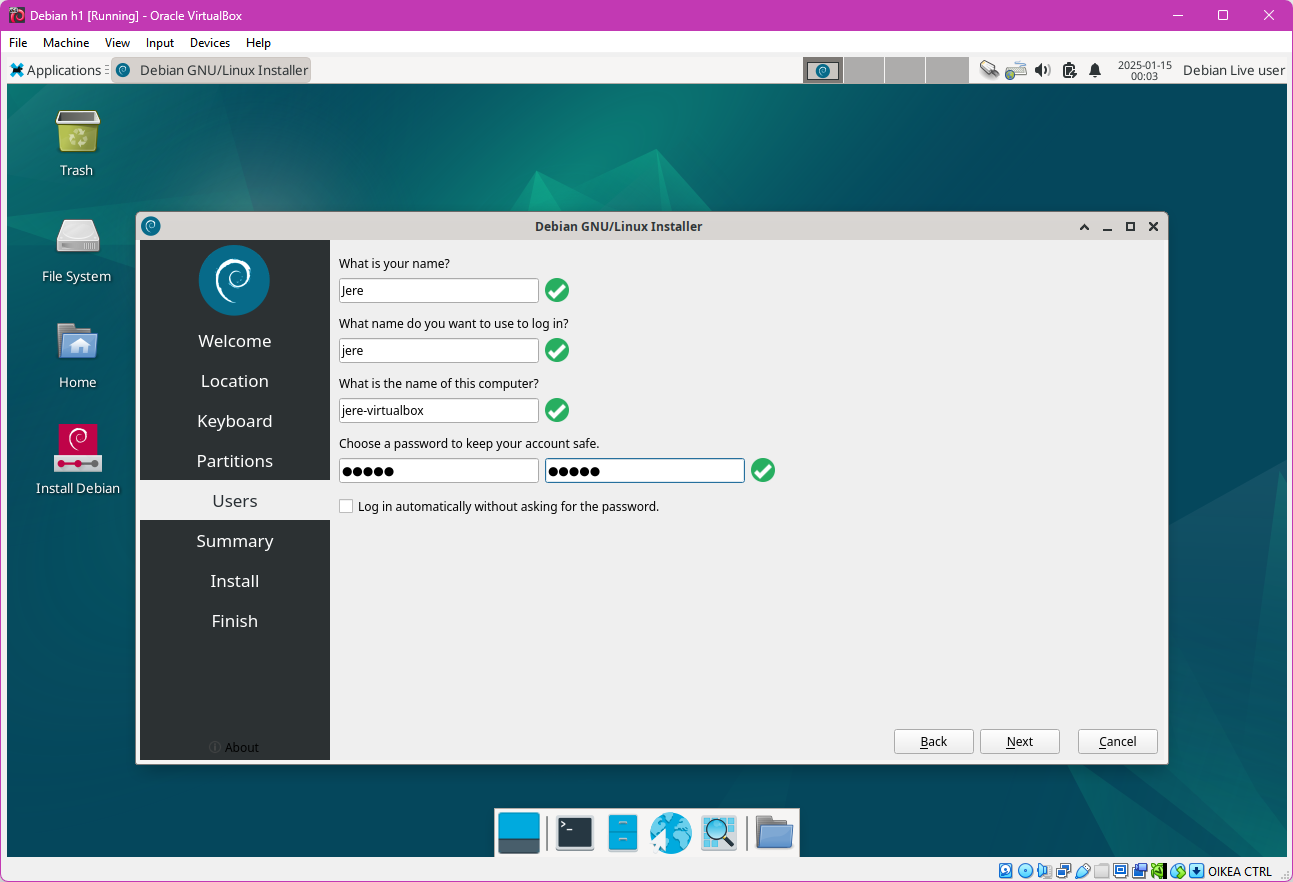 Debian h1 [Running] - Oracle VirtualBox
File Machine View Input Devices Help
Applications Debian GNU/Linux Installer 2025-01-15 Debian Live user
00:03
Trash
File System
Home
Install Debian
Debian GNU/Linux Installer
Welcome
Location
Keyboard
Partitions
Users
Summary
Install
Finish
About
What is your name?
Jere
What name do you want to use to log in?
jere
What is the name of this computer?
jere-virtualbox
Choose a password to keep your account safe.
●●●●● ●●●●●
Log in automatically without asking for the password.
Back Next Cancel
>_
OIKEA CTRL